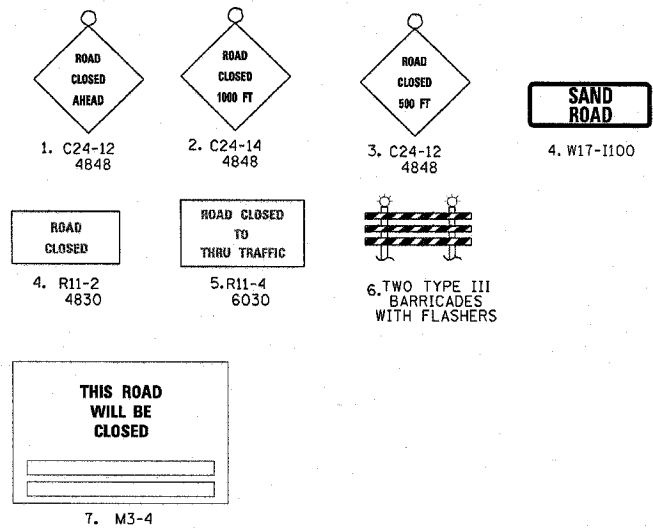 ROAD
CLOSED
AHEAD
1. C24-12
4848
ROAD
CLOSED
1000 FT
2. C24-14
4848
ROAD
CLOSED
500 FT
3. C24-12
4848
SAND
ROAD
4. W17-I100
ROAD
CLOSED
4. R11-2
4830
ROAD CLOSED
TO
THRU TRAFFIC
5. R11-4
6030
6. TWO TYPE III
BARRICADES
WITH FLASHERS
THIS ROAD
WILL BE
CLOSED
7. M3-4